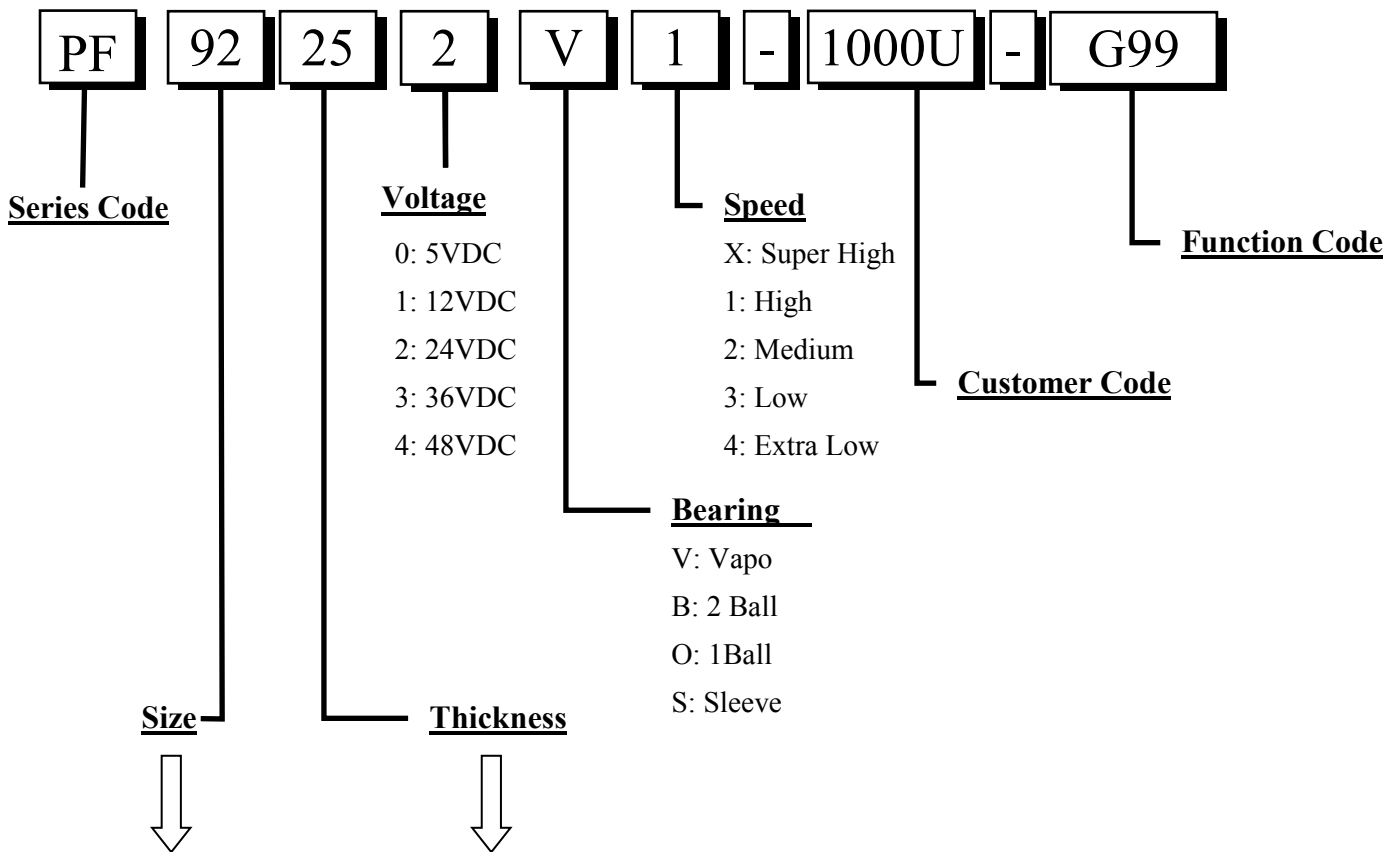 PF 92 25 2 V 1 - 1000U - G99
Series Code
Voltage
0: 5VDC
1: 12VDC
2: 24VDC
3: 36VDC
4: 48VDC
Speed
X: Super High
1: High
2: Medium
3: Low
4: Extra Low
Function Code
Customer Code
Bearing
V: Vapo
B: 2 Ball
O: 1Ball
S: Sleeve
Size
Thickness